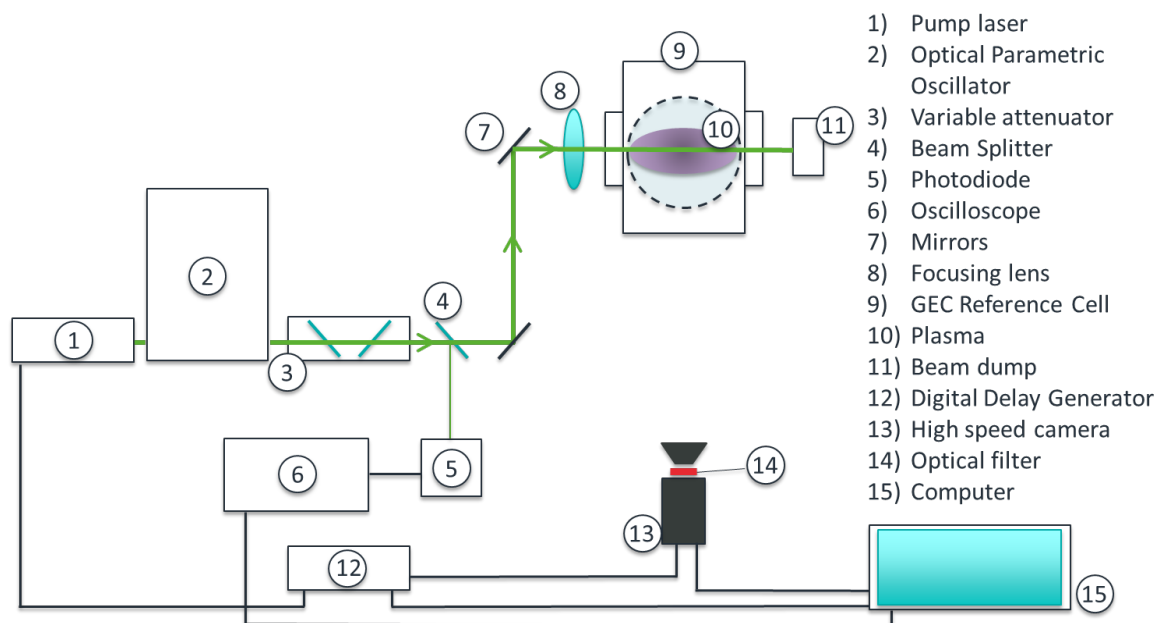 1) Pump laser
2) Optical Parametric
Oscillator
3) Variable attenuator
4) Beam Splitter
5) Photodiode
6) Oscilloscope
7) Mirrors
8) Focusing lens
9) GEC Reference Cell
10) Plasma
11) Beam dump
12) Digital Delay Generator
13) High speed camera
14) Optical filter
15) Computer
9
8
7
10
11
2
4
1
3
6
5
14
13
12
15